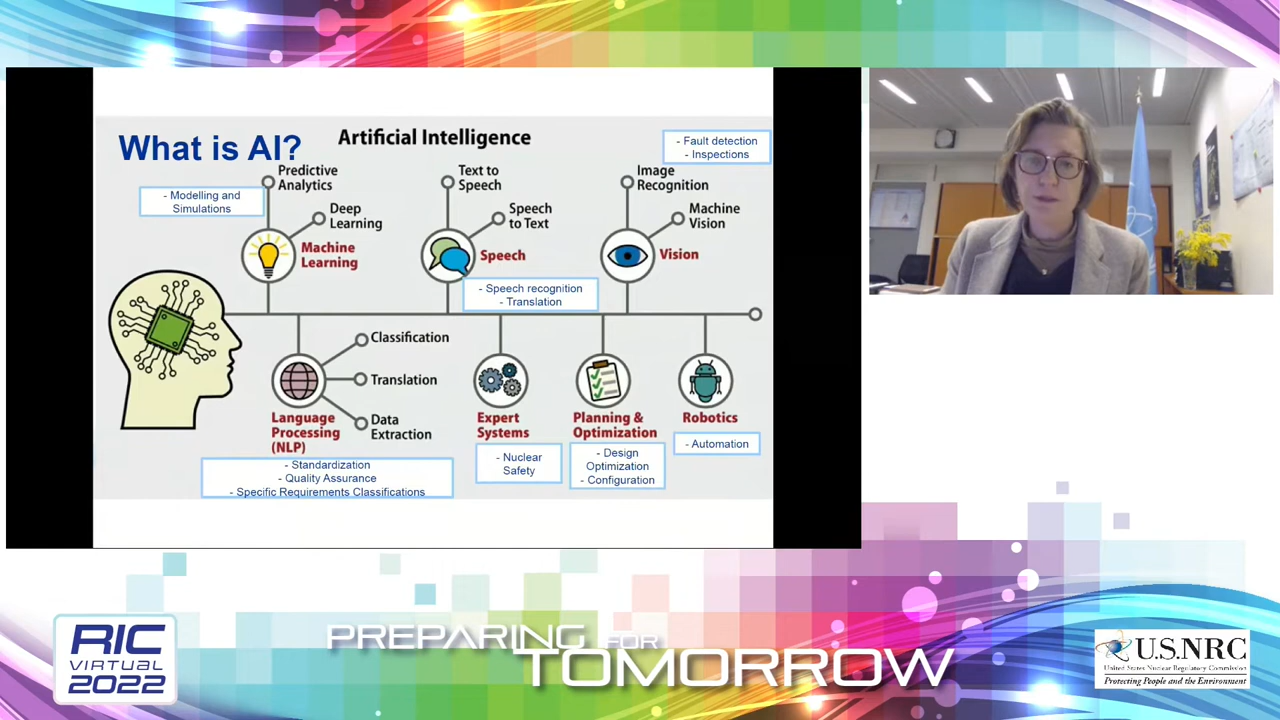 What is AI?
Artificial Intelligence
- Fault detection
- Inspections
Predictive
Analytics
Text to
Speech
Image
Recognition
- Modelling and
Simulations
Deep
Learning
Speech
to Text
Machine
Vision
Machine
Learning
Speech
Vision
- Speech recognition
- Translation
Classification
Translation
Data
Extraction
Language
Processing
(NLP)
Expert
Systems
Planning &
Optimization
Robotics
- Standardization
- Quality Assurance
- Specific Requirements Classifications
- Nuclear
Safety
- Design
Optimization
- Configuration
- Automation
RIC
VIRTUAL
2022
PREPARING FOR
TOMORROW
U.S.NRC
United States Nuclear Regulatory Commission
Protecting People and the Environment